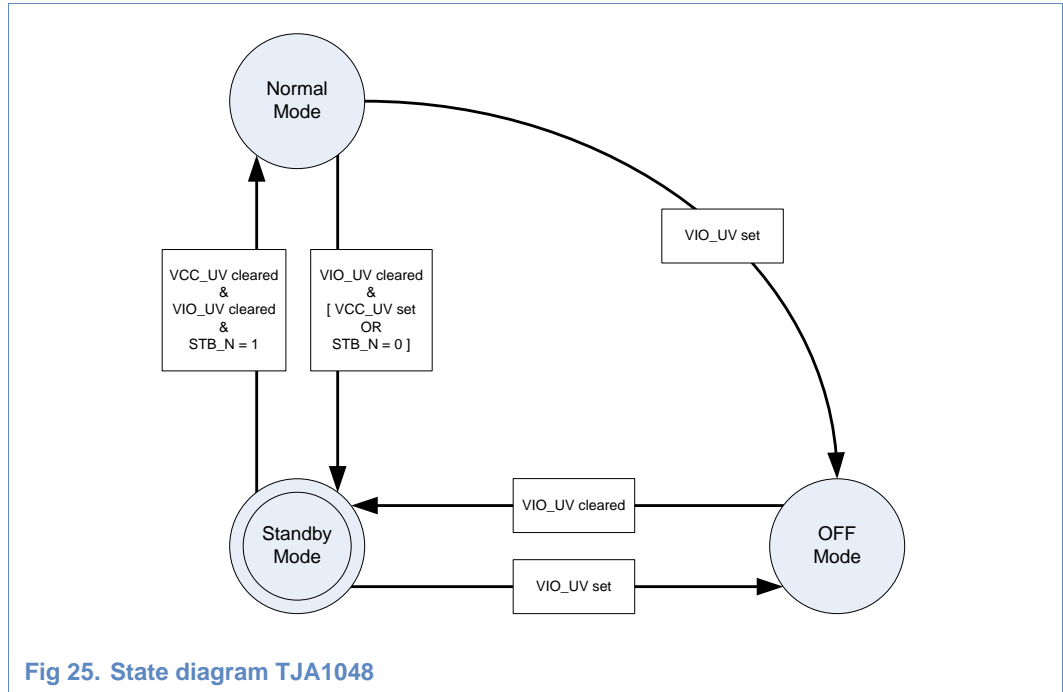 Normal
Mode
VIO_UV set
VCC_UV cleared
&
VIO_UV cleared
&
STB_N = 1
VIO_UV cleared
&
[ VCC_UV set
OR
STB_N = 0 ]
VIO_UV cleared
Standby
Mode
OFF
Mode
VIO_UV set
Fig 25. State diagram TJA1048